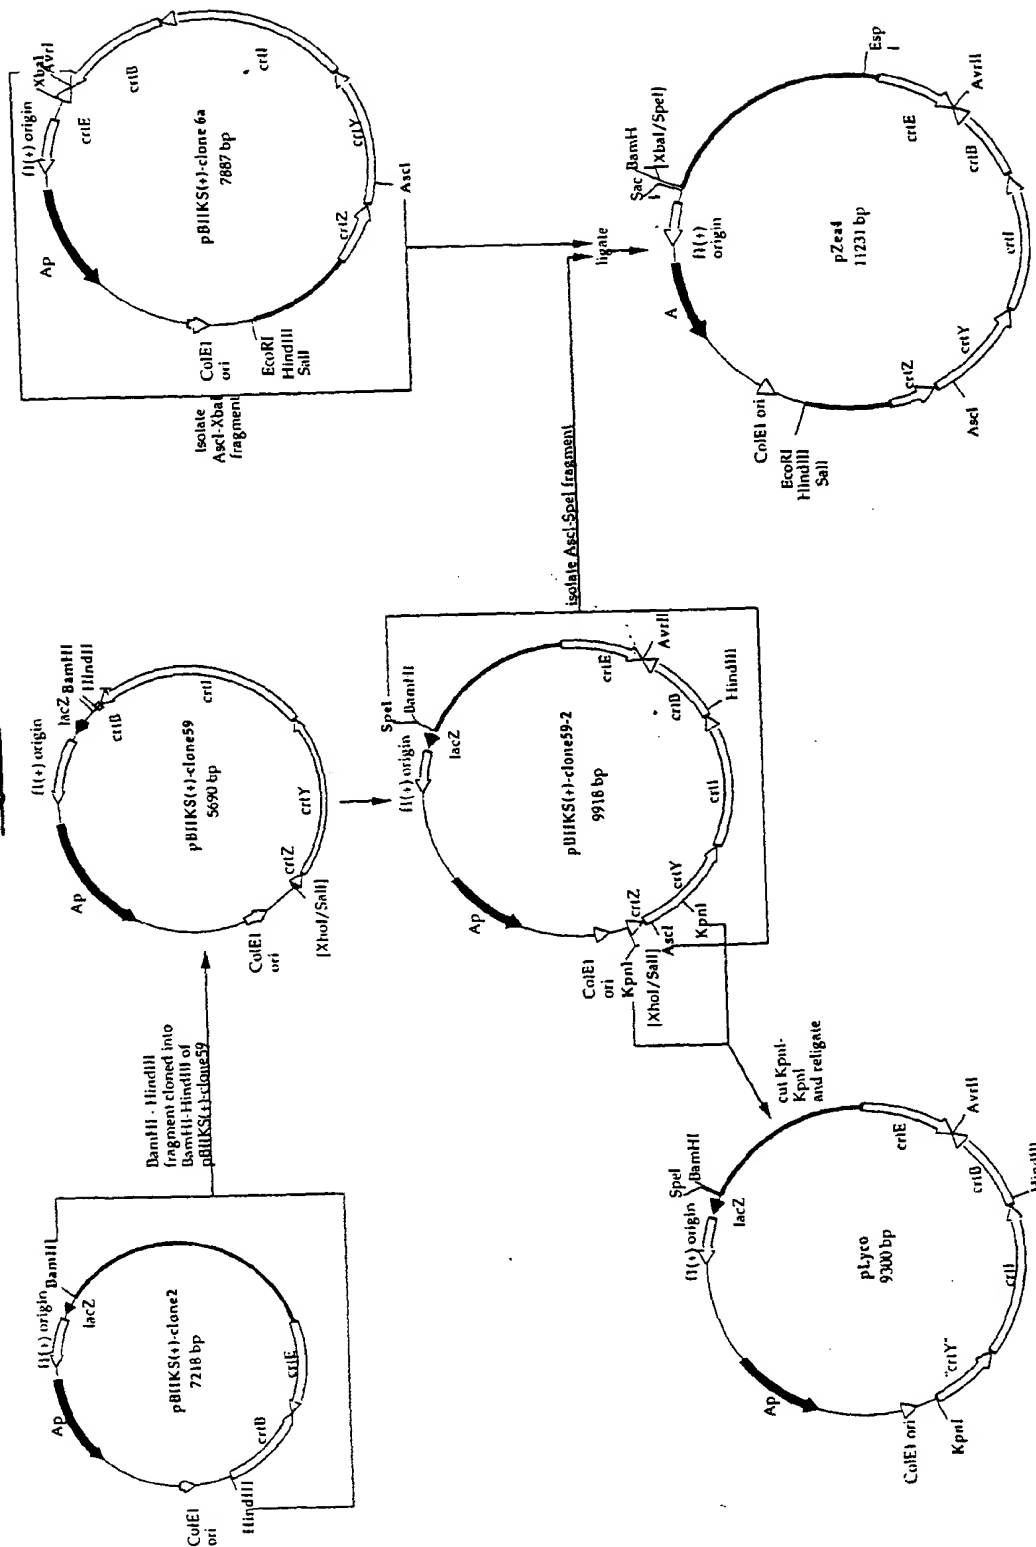 f1(+) origin
XbaI
AvrI
crtE
crtB
crtI
crtY
AscI
crtZ
Ap
pBIIKS(+)-clone 6a
7887 bp
ColE1
ori
EcoRI
HindIII
SalI
Isolate
AscI-XbaI
fragment
ligate
Sac
I
BamH
I
[XbaI/SpeI]
Esp
I
f1(+)
origin
A
pZea4
11231 bp
crtE
AvrII
crtB
crtI
crtY
crtZ
AscI
ColE1 ori
EcoRI
HindIII
SalI
f1(+) origin
lacZ
BamHI
HindIII
crtB
crtI
crtY
crtZ
[XhoI/SalI]
Ap
pBIIKS(+)-clone59
5690 bp
ColE1
ori
isolate AscI-SpeI fragment
SpeI
BamHI
f1(+) origin
lacZ
Ap
pBIIKS(+)-clone59-2
9918 bp
crtE
AvrII
crtB
HindIII
crtI
crtY
KpnI
crtZ
AscI
ColE1
ori
KpnI
[XhoI/SalI]
BamHI - HindIII
fragment cloned into
BamHI-HindIII of
pBIIKS(+)-clone59
f1(+) origin
BamHI
lacZ
Ap
pBIIKS(+)-clone2
7218 bp
crtE
crtB
HindIII
ColE1
ori
cut KpnI-
KpnI
and religate
SpeI
BamHI
f1(+) origin
lacZ
Ap
pLyco
9300 bp
crtE
AvrII
crtB
HindIII
crtI
"crtY"
KpnI
ColE1 ori